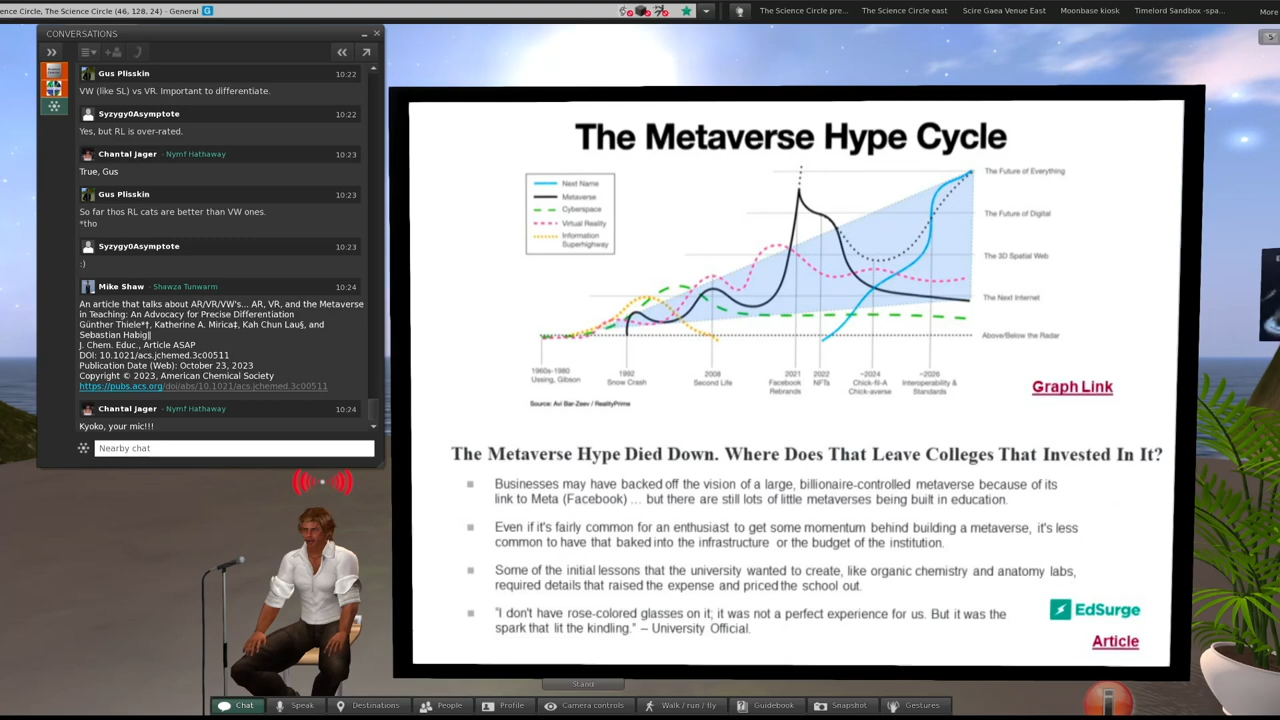 ence Circle, The Science Circle (46, 128, 24) - General
The Science Circle pre...
The Science Circle east
Scire Gaea Venue East
Moonbase kiosk
Timelord Sandbox -spa...
More
CONVERSATIONS
Gus Plisskin 10:22
VW (like SL) vs VR. Important to differentiate.
Syzygy0Asymptote 10:22
Yes, but RL is over-rated.
Chantal Jager - Nymf Hathaway 10:23
True, Gus
Gus Plisskin 10:23
So far thos RL cats are better than VW ones.
*tho
Syzygy0Asymptote 10:23
:)
Mike Shaw - Shawza Tunwarm 10:24
An article that talks about AR/VR/VW's... AR, VR, and the Metaverse
in Teaching: An Advocacy for Precise Differentiation
Günther Thiele*†, Katherine A. Mirica‡, Kah Chun Lau§, and
Sebastian Habig∥
J. Chem. Educ., Article ASAP
DOI: 10.1021/acs.jchemed.3c00511
Publication Date (Web): October 23, 2023
Copyright © 2023, American Chemical Society
https://pubs.acs.org/doi/abs/10.1021/acs.jchemed.3c00511
Chantal Jager - Nymf Hathaway 10:24
Kyoko, your mic!!!
Nearby chat
The Metaverse Hype Cycle
Next Name
Metaverse
Cyberspace
Virtual Reality
Information
Superhighway
The Future of Everything
The Future of Digital
The 3D Spatial Web
The Next Internet
Above/Below the Radar
1960s-1980
Ussing, Gibson
1992
Snow Crash
2008
Second Life
2021
Facebook
Rebrands
2022
NFTs
~2024
Chick-fil-A
Chick-averse
~2026
Interoperability &
Standards
Source: Avi Bar-Zeev / RealityPrime
Graph Link
The Metaverse Hype Died Down. Where Does That Leave Colleges That Invested In It?
Businesses may have backed off the vision of a large, billionaire-controlled metaverse because of its
link to Meta (Facebook) … but there are still lots of little metaverses being built in education.
Even if it's fairly common for an enthusiast to get some momentum behind building a metaverse, it's less
common to have that baked into the infrastructure or the budget of the institution.
Some of the initial lessons that the university wanted to create, like organic chemistry and anatomy labs,
required details that raised the expense and priced the school out.
"I don't have rose-colored glasses on it; it was not a perfect experience for us. But it was the
spark that lit the kindling." – University Official.
EdSurge
Article
Stand
Chat
Speak
Destinations
People
Profile
Camera controls
Walk / run / fly
Guidebook
Snapshot
Gestures